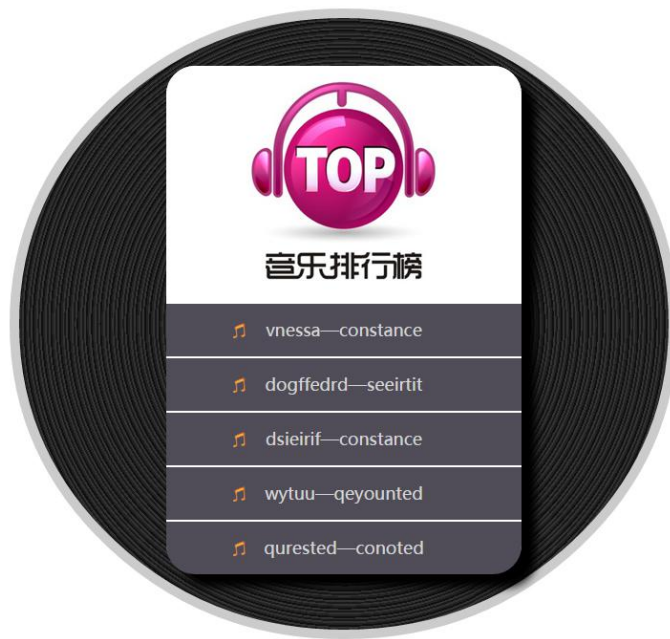 TOP
音乐排行榜
vnessa—constance
dogffedrd—seeirtit
dsieirif—constance
wytuu—qeyounted
qurested—conoted